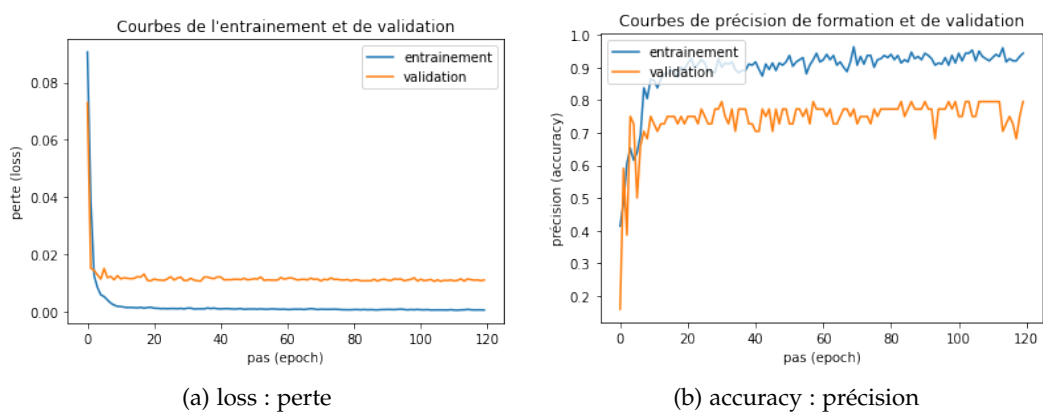 Courbes de l'entrainement et de validation
entrainement
validation
perte (loss)
0.08
0.06
0.04
0.02
0.00
0
20
40
60
80
100
120
pas (epoch)
(a) loss : perte
Courbes de précision de formation et de validation
entrainement
validation
précision (accuracy)
1.0
0.9
0.8
0.7
0.6
0.5
0.4
0.3
0.2
0
20
40
60
80
100
120
pas (epoch)
(b) accuracy : précision